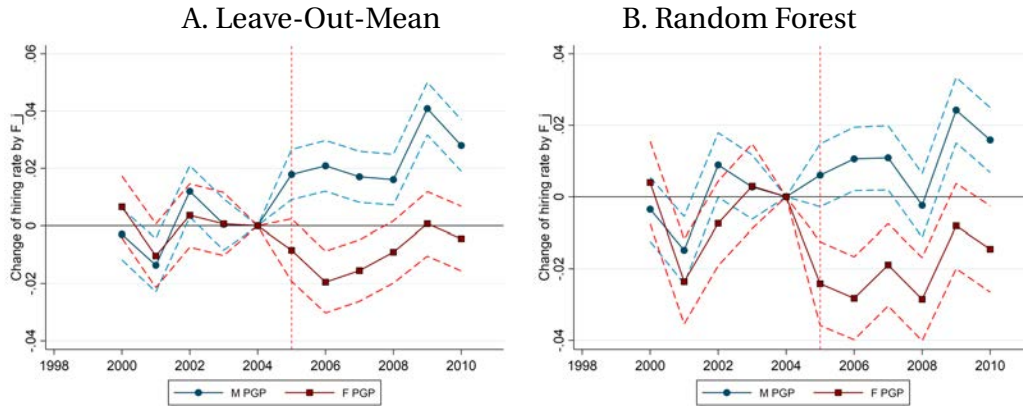 A. Leave-Out-Mean
Change of hiring rate by F_j
.06
.04
.02
0
-.02
-.04
1998 2000 2002 2004 2006 2008 2010
M PGP F PGP
B. Random Forest
Change of hiring rate by F_j
.04
.02
0
-.02
-.04
1998 2000 2002 2004 2006 2008 2010
M PGP F PGP